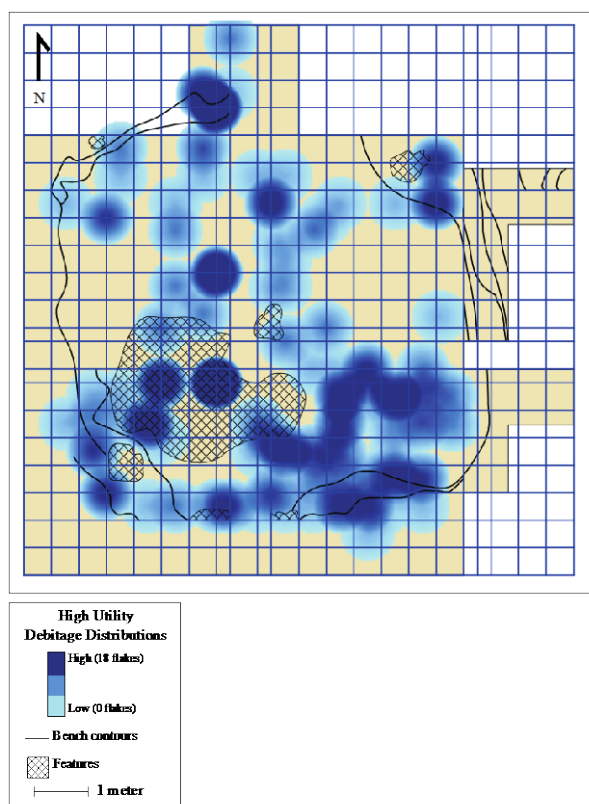 N
High Utility
Debitage Distributions
High (18 flakes)
Low (0 flakes)
Bench contours
Features
1 meter